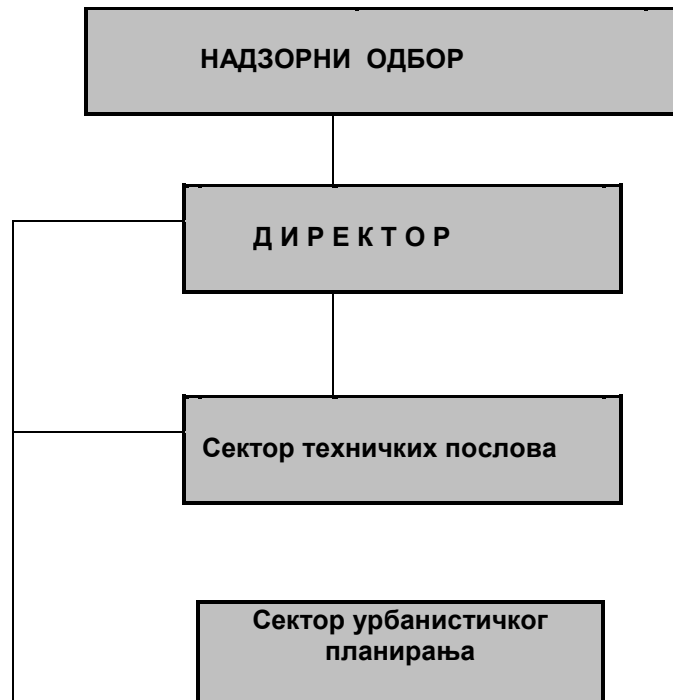 НАДЗОРНИ ОДБОР
Д И Р Е К Т О Р
Сектор техничких послова
Сектор урбанистичког
планирања